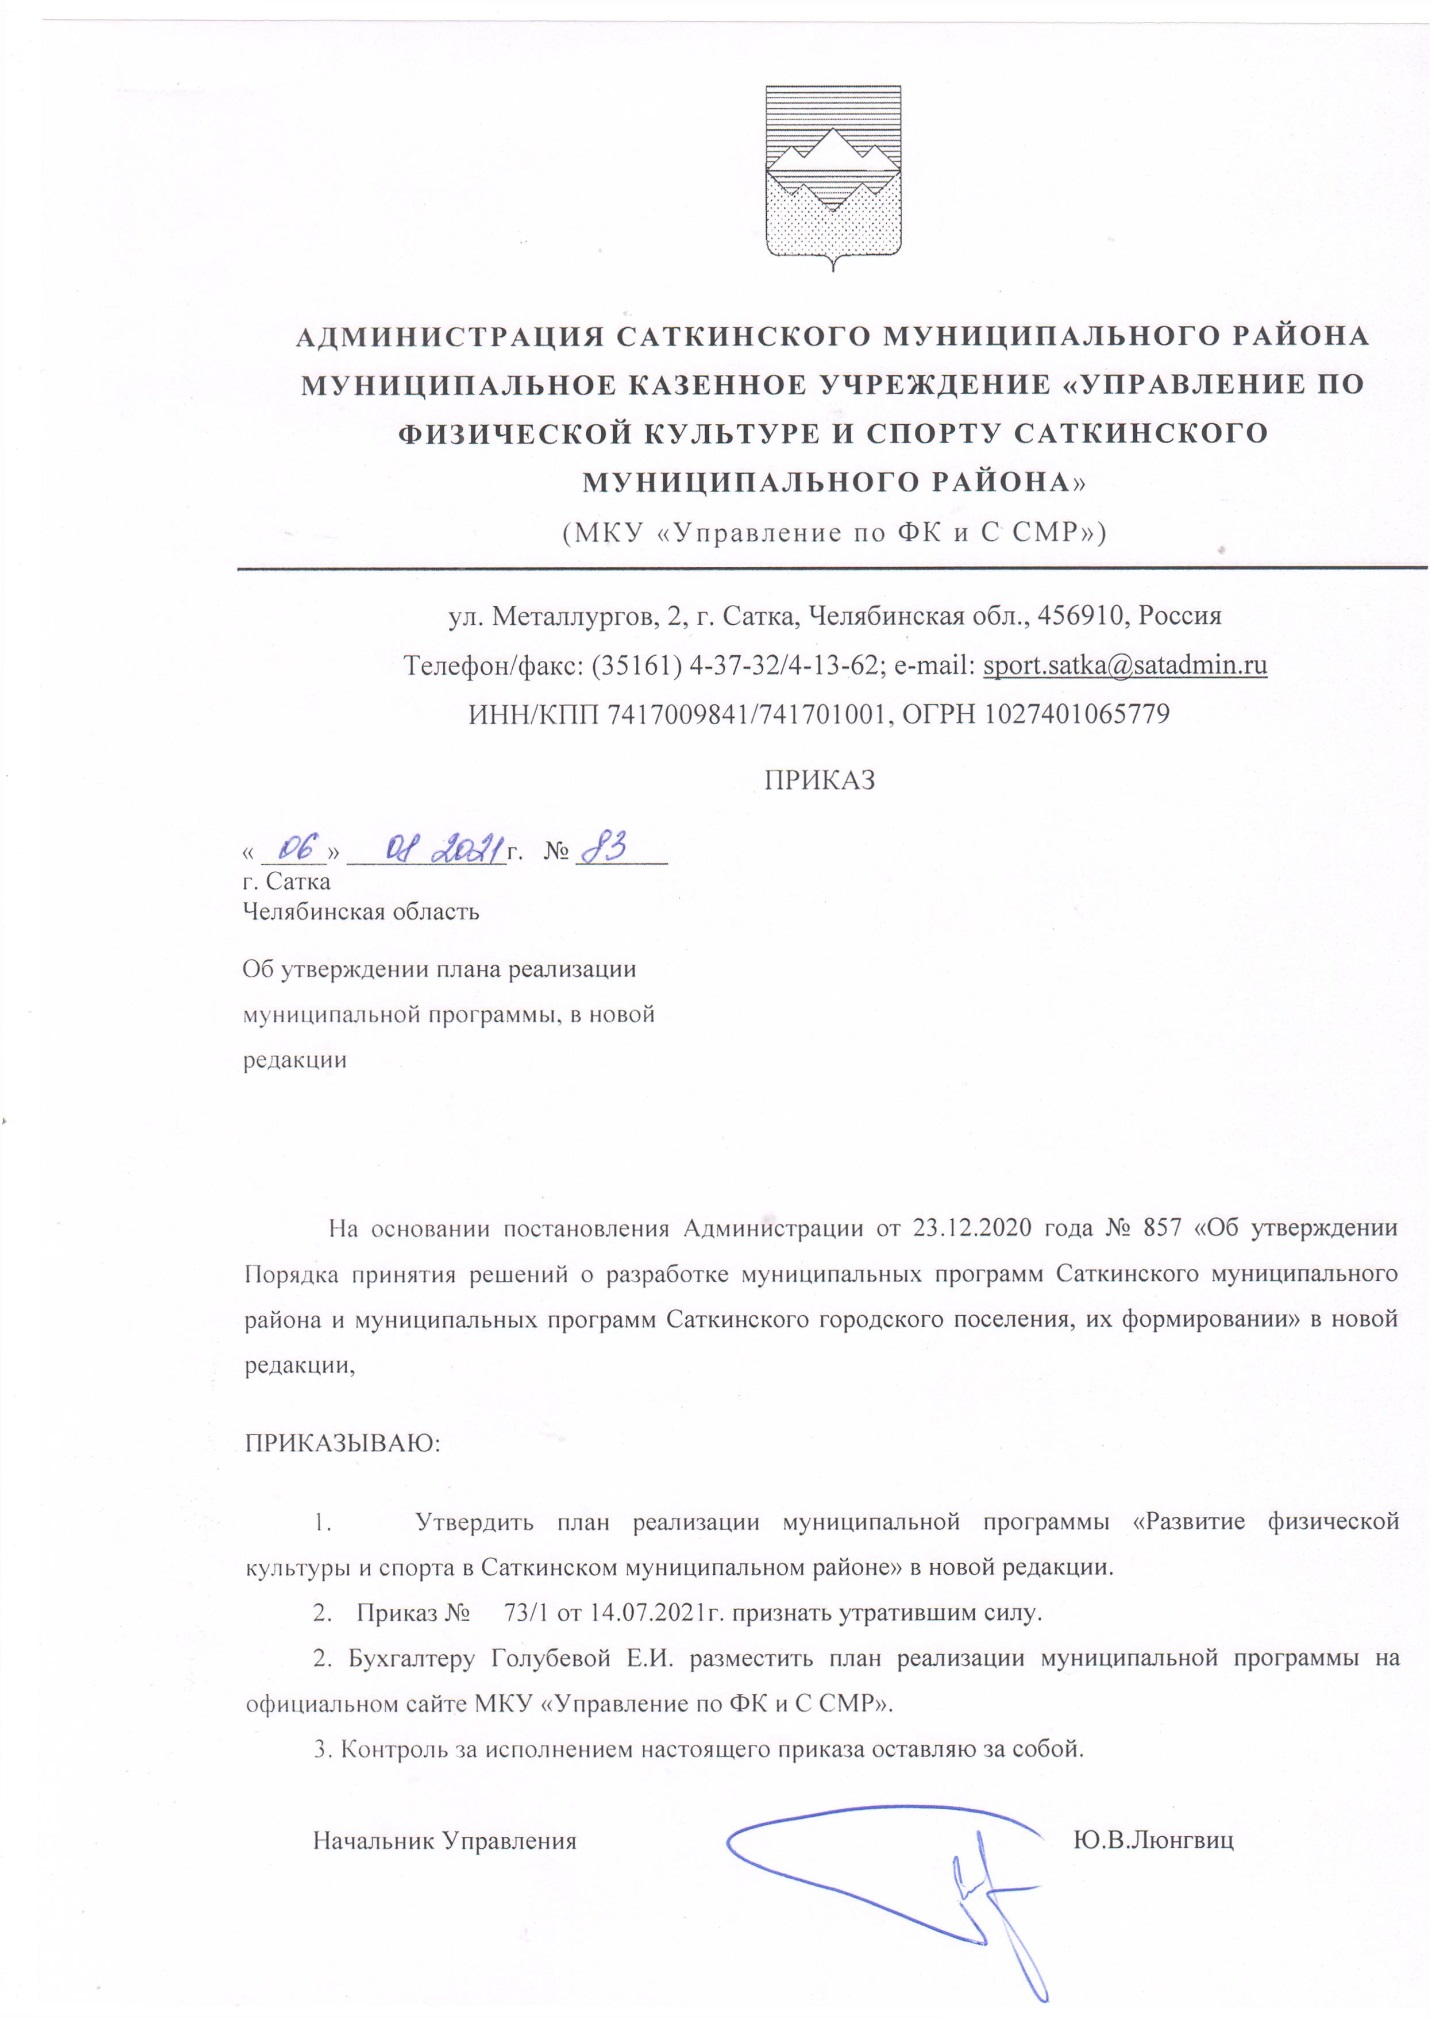 АДМИНИСТРАЦИЯ САТКИНСКОГО МУНИЦИПАЛЬНОГО РАЙОНА
МУНИЦИПАЛЬНОЕ КАЗЕННОЕ УЧРЕЖДЕНИЕ «УПРАВЛЕНИЕ ПО
ФИЗИЧЕСКОЙ КУЛЬТУРЕ И СПОРТУ САТКИНСКОГО
МУНИЦИПАЛЬНОГО РАЙОНА»
(МКУ «Управление по ФК и С СМР»)
ул. Металлургов, 2, г. Сатка, Челябинская обл., 456910, Россия
Телефон/факс: (35161) 4-37-32/4-13-62; e-mail: sport.satka@satadmin.ru
ИНН/КПП 7417009841/741701001, ОГРН 1027401065779
ПРИКАЗ
« 06 » 08 2021 г. № 83
г. Сатка
Челябинская область
Об утверждении плана реализации
муниципальной программы, в новой
редакции
На основании постановления Администрации от 23.12.2020 года № 857 «Об утверждении
Порядка принятия решений о разработке муниципальных программ Саткинского муниципального
района и муниципальных программ Саткинского городского поселения, их формировании» в новой
редакции,
ПРИКАЗЫВАЮ:
1. Утвердить план реализации муниципальной программы «Развитие физической
культуры и спорта в Саткинском муниципальном районе» в новой редакции.
2. Приказ № 73/1 от 14.07.2021г. признать утратившим силу.
2. Бухгалтеру Голубевой Е.И. разместить план реализации муниципальной программы на
официальном сайте МКУ «Управление по ФК и С СМР».
3. Контроль за исполнением настоящего приказа оставляю за собой.
Начальник Управления Ю.В.Люнгвиц